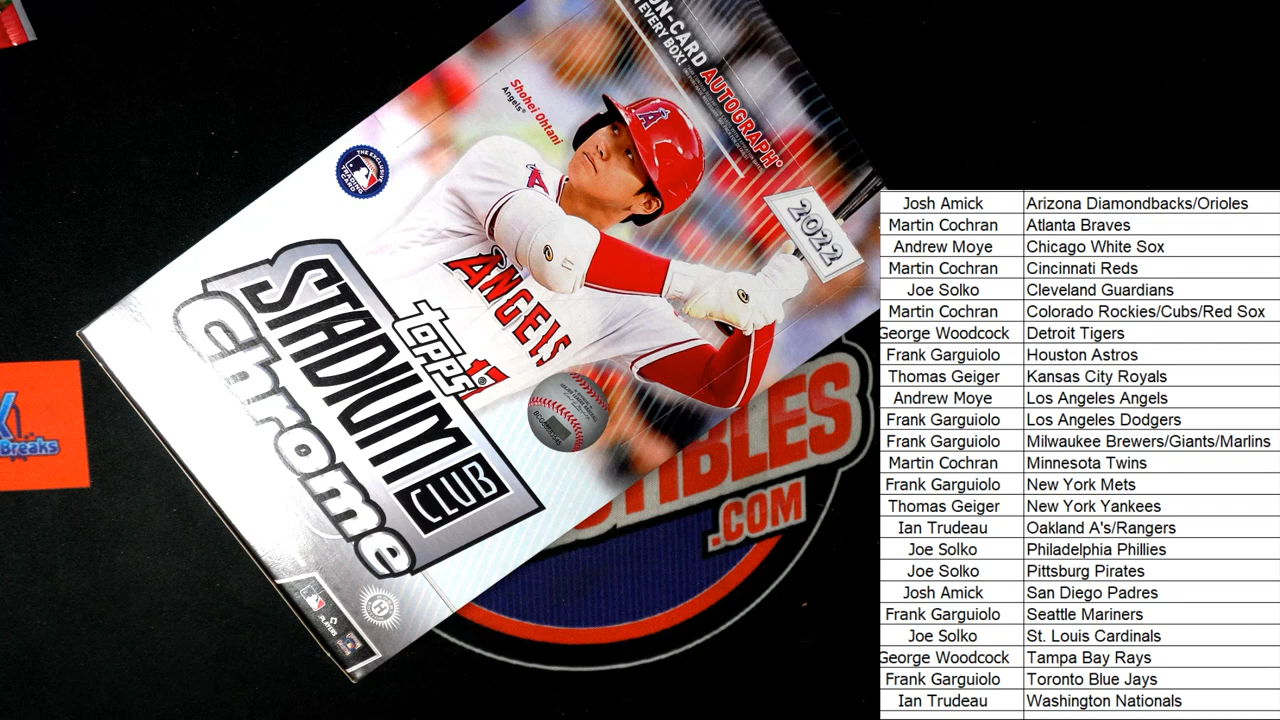 ON-CARD
AUTOGRAPH
EVERY BOX!
Shohei Ohtani
Angels
THE EXCLUSIVE
TRADING CARD
2022
ANGELS
17
topps
STADIUM
CLUB
Chrome
Breaks
IBLES
.COM
Josh Amick Arizona Diamondbacks/Orioles
Martin Cochran Atlanta Braves
Andrew Moye Chicago White Sox
Martin Cochran Cincinnati Reds
Joe Solko Cleveland Guardians
Martin Cochran Colorado Rockies/Cubs/Red Sox
George Woodcock Detroit Tigers
Frank Garguiolo Houston Astros
Thomas Geiger Kansas City Royals
Andrew Moye Los Angeles Angels
Frank Garguiolo Los Angeles Dodgers
Frank Garguiolo Milwaukee Brewers/Giants/Marlins
Martin Cochran Minnesota Twins
Frank Garguiolo New York Mets
Thomas Geiger New York Yankees
Ian Trudeau Oakland A's/Rangers
Joe Solko Philadelphia Phillies
Joe Solko Pittsburg Pirates
Josh Amick San Diego Padres
Frank Garguiolo Seattle Mariners
Joe Solko St. Louis Cardinals
George Woodcock Tampa Bay Rays
Frank Garguiolo Toronto Blue Jays
Ian Trudeau Washington Nationals